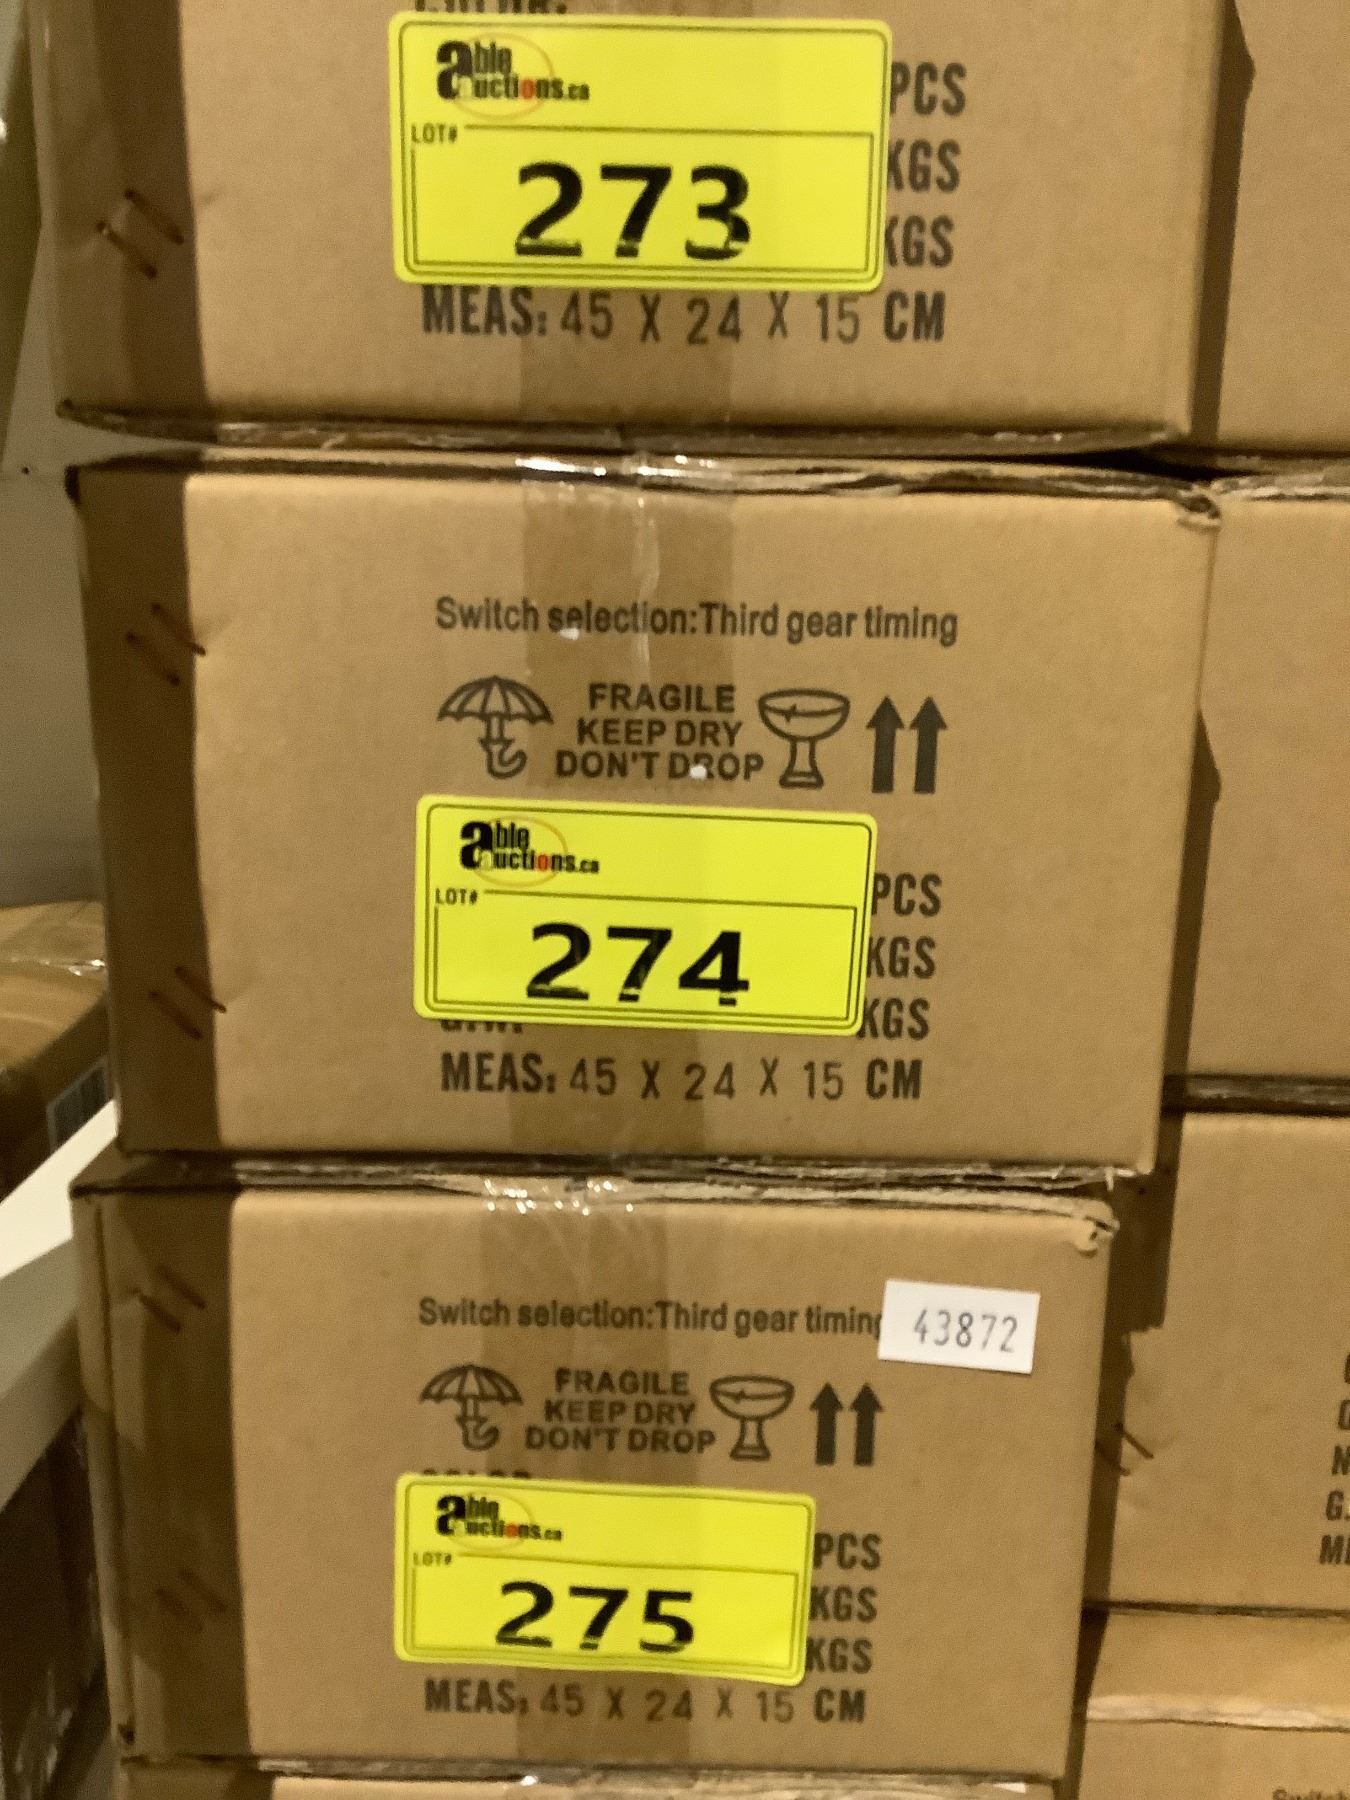 able
auctions.ca
LOT#
273
PCS
KGS
KGS
MEAS: 45 X 24 X 15 CM
Switch selection:Third gear timing
FRAGILE
KEEP DRY
DON'T DROP
able
auctions.ca
LOT#
274
PCS
KGS
G.W:
KGS
MEAS: 45 X 24 X 15 CM
Switch selection:Third gear timing
43872
FRAGILE
KEEP DRY
DON'T DROP
able
auctions.ca
LOT#
275
PCS
KGS
KGS
MEAS: 45 X 24 X 15 CM